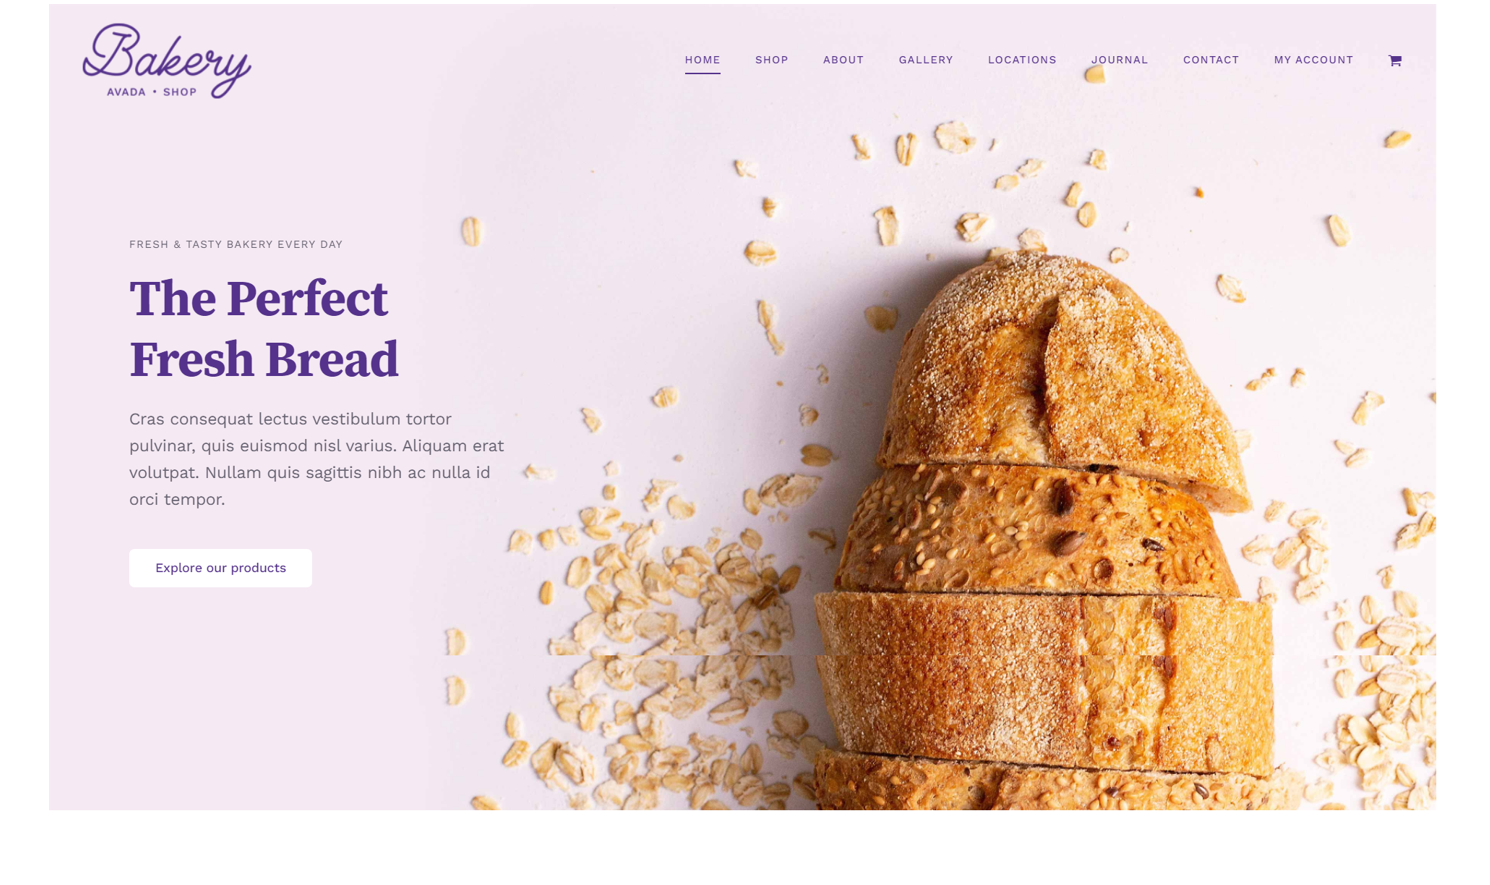 Bakery
AVADA • SHOP
HOME SHOP ABOUT GALLERY LOCATIONS JOURNAL CONTACT MY ACCOUNT
FRESH & TASTY BAKERY EVERY DAY
The Perfect
Fresh Bread
Cras consequat lectus vestibulum tortor
pulvinar, quis euismod nisl varius. Aliquam erat
volutpat. Nullam quis sagittis nibh ac nulla id
orci tempor.
Explore our products